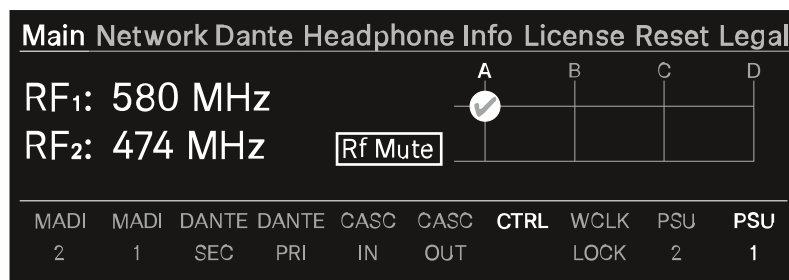 Main Network Dante Headphone Info License Reset Legal
A B C D
RF1: 580 MHz
RF2: 474 MHz Rf Mute
MADI MADI DANTE DANTE CASC CASC CTRL WCLK PSU PSU
2 1 SEC PRI IN OUT LOCK 2 1